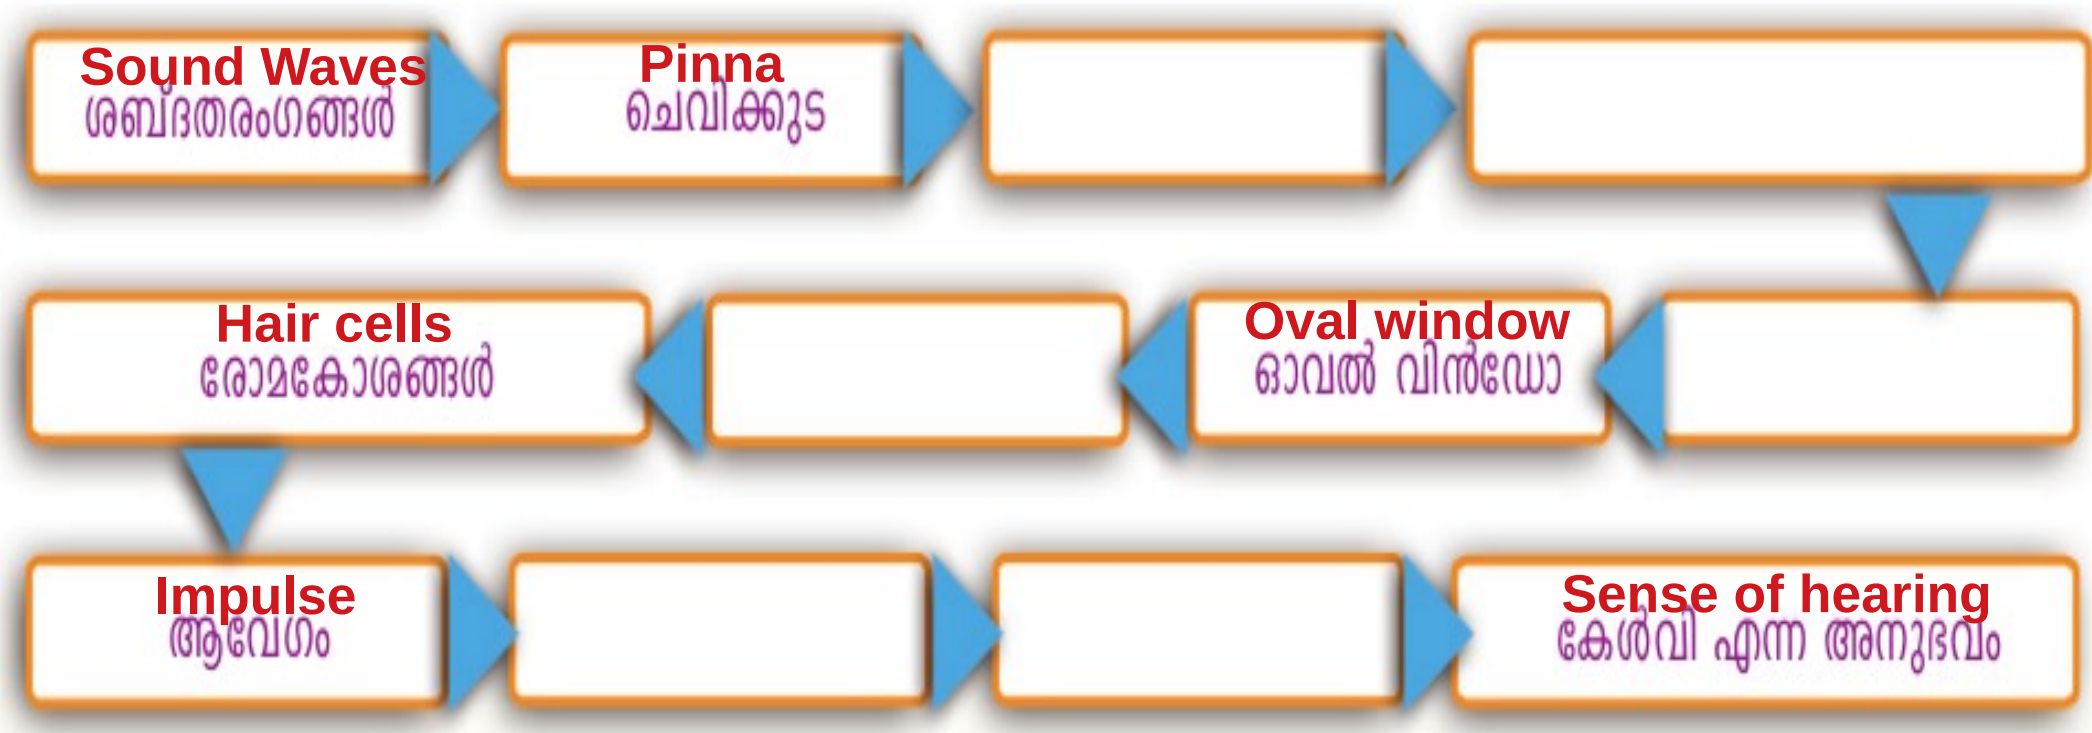 Sound Waves
ശബ്ദതരംഗങ്ങൾ
Pinna
ചെവിക്കുട
Oval window
ഓവൽ വിൻഡോ
Hair cells
രോമകോശങ്ങൾ
Impulse
ആവേഗം
Sense of hearing
കേൾവി എന്ന അനുഭവം